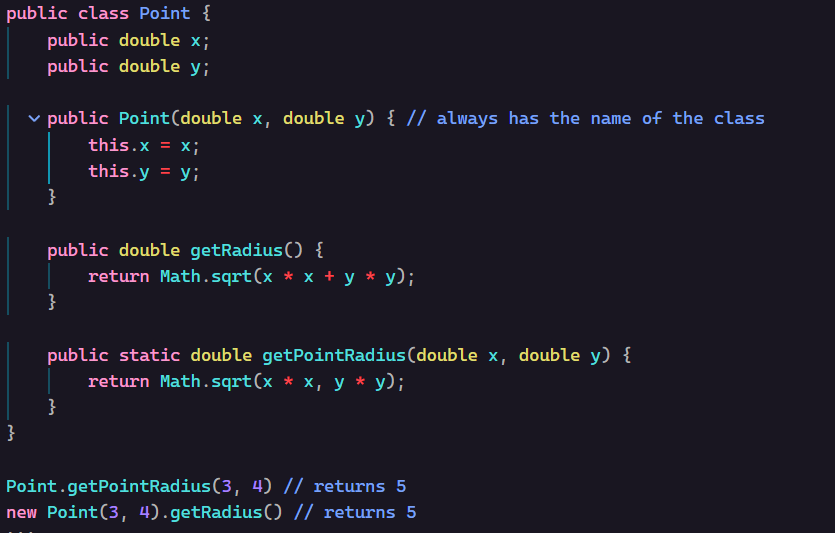 public class Point {
    public double x;
    public double y;

    public Point(double x, double y) { // always has the name of the class
        this.x = x;
        this.y = y;
    }

    public double getRadius() {
        return Math.sqrt(x * x + y * y);
    }

    public static double getPointRadius(double x, double y) {
        return Math.sqrt(x * x, y * y);
    }
}

Point.getPointRadius(3, 4) // returns 5
new Point(3, 4).getRadius() // returns 5